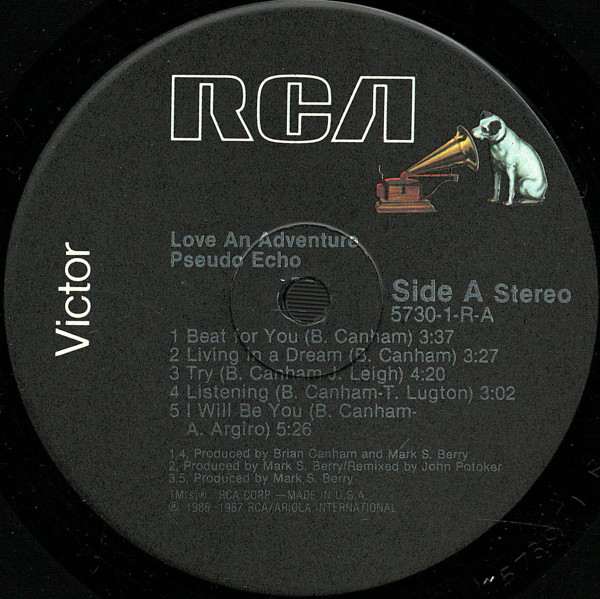 RCA
Victor
Love An Adventure
Pseudo Echo
Side A Stereo
5730-1-R-A
1 Beat for You (B. Canham) 3:37
2 Living in a Dream (B. Canham) 3:27
3 Try (B. Canham-J. Leigh) 4:20
4 Listening (B. Canham-T. Lugton) 3:02
5 I Will Be You (B. Canham-
A. Argiro) 5:26
1,4, Produced by Brian Canham and Mark S. Berry
2, Produced by Mark S. Berry/Remixed by John Potoker
3,5, Produced by Mark S. Berry
TM(s)®. RCA CORP.—MADE IN U.S.A.
℗ 1986, 1987 RCA/ARIOLA INTERNATIONAL